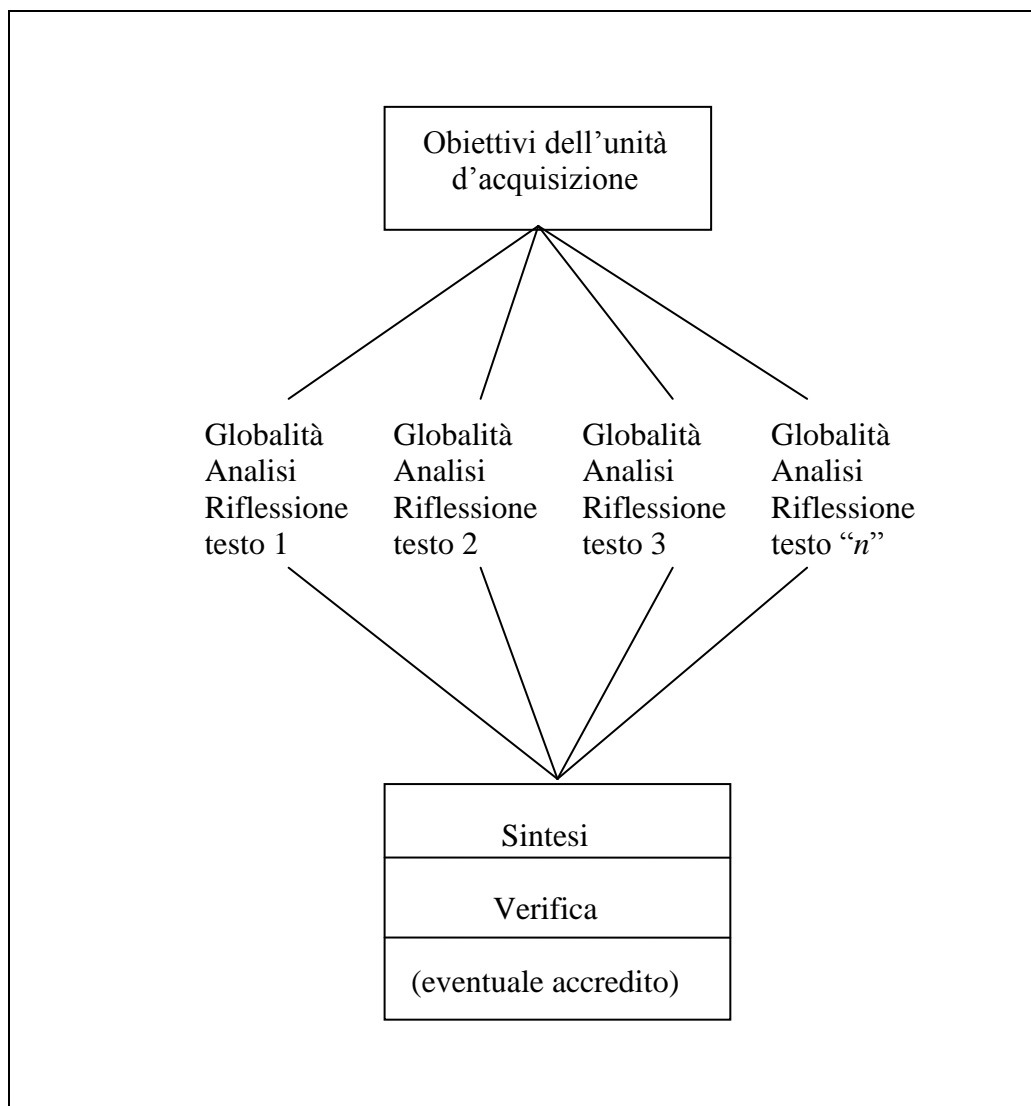 Obiettivi dell’unità
d’acquisizione
Globalità
Analisi
Riflessione
testo 1
Globalità
Analisi
Riflessione
testo 2
Globalità
Analisi
Riflessione
testo 3
Globalità
Analisi
Riflessione
testo “n”
Sintesi
Verifica
(eventuale accredito)